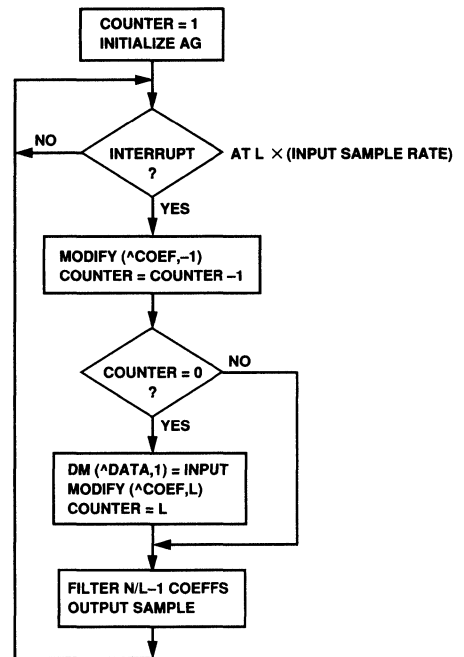 COUNTER = 1
INITIALIZE AG
NO
INTERRUPT
?
AT L × (INPUT SAMPLE RATE)
YES
MODIFY (^COEF,–1)
COUNTER = COUNTER –1
COUNTER = 0
?
NO
YES
DM (^DATA,1) = INPUT
MODIFY (^COEF,L)
COUNTER = L
FILTER N/L–1 COEFFS
OUTPUT SAMPLE